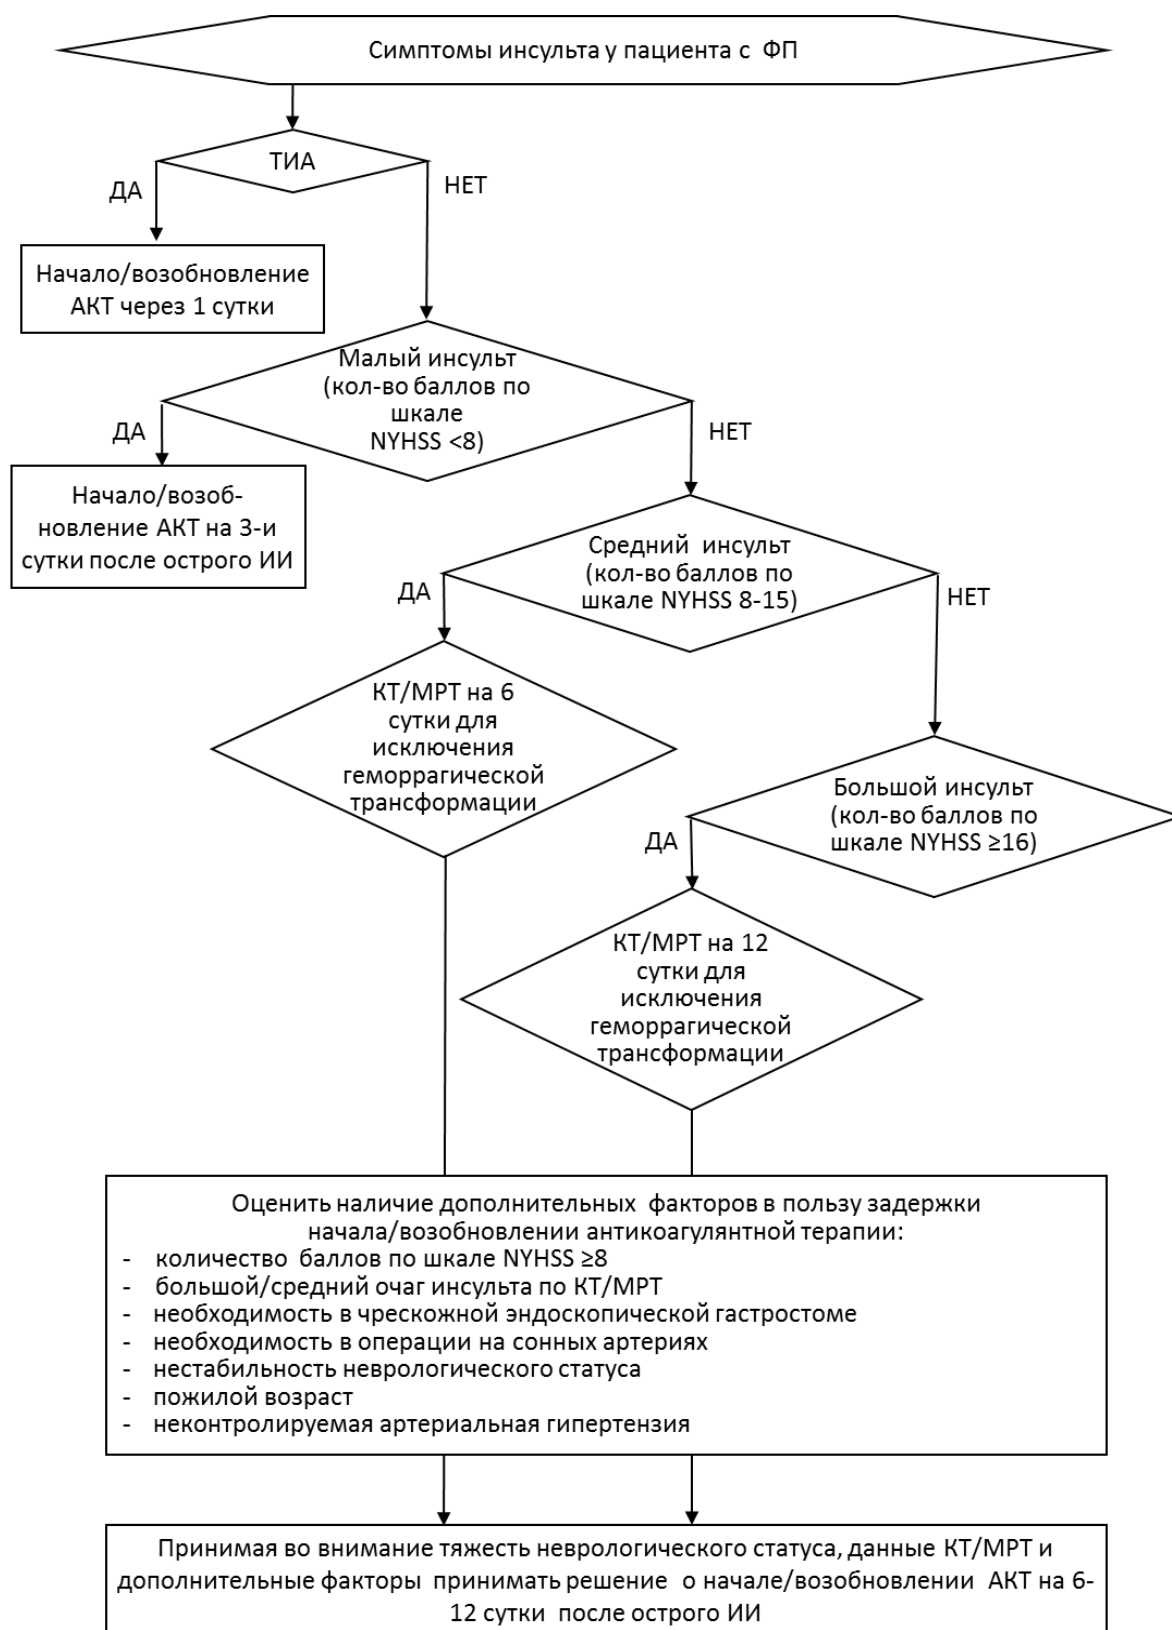 Симптомы инсульта у пациента с ФП
ТИА
ДА
НЕТ
Начало/возобновление
АКТ через 1 сутки
Малый инсульт
(кол-во баллов по
шкале
NYHSS <8)
ДА
НЕТ
Начало/возоб-
новление АКТ на 3-и
сутки после острого ИИ
Средний инсульт
(кол-во баллов по
шкале NYHSS 8-15)
ДА
НЕТ
КТ/МРТ на 6
сутки для
исключения
геморрагической
трансформации
Большой инсульт
(кол-во баллов по
шкале NYHSS ≥16)
ДА
КТ/МРТ на 12
сутки для
исключения
геморрагической
трансформации
Оценить наличие дополнительных факторов в пользу задержки
начала/возобновлении антикоагулянтной терапии:
- количество баллов по шкале NYHSS ≥8
- большой/средний очаг инсульта по КТ/МРТ
- необходимость в чрескожной эндоскопической гастростоме
- необходимость в операции на сонных артериях
- нестабильность неврологического статуса
- пожилой возраст
- неконтролируемая артериальная гипертензия
Принимая во внимание тяжесть неврологического статуса, данные КТ/МРТ и
дополнительные факторы принимать решение о начале/возобновлении АКТ на 6-
12 сутки после острого ИИ